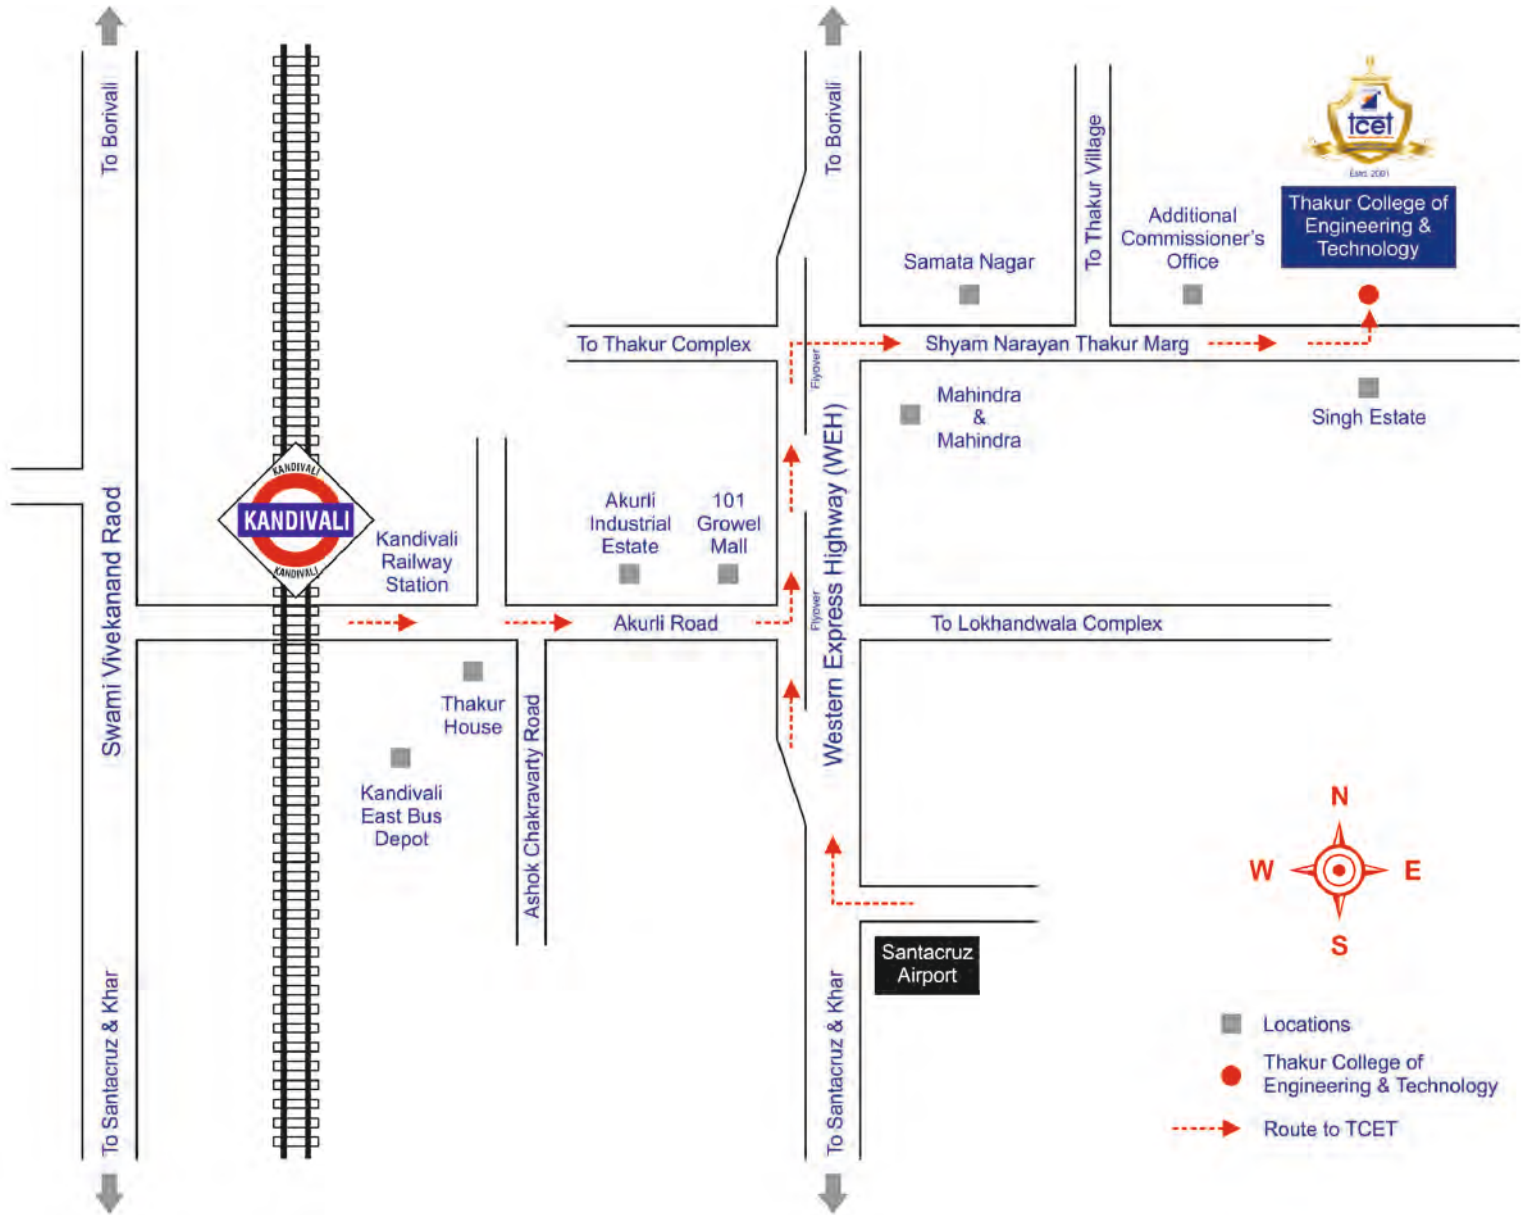 To Borivali
To Borivali
To Thakur Village
tcet
Estd. 2001
Thakur College of
Engineering &
Technology
Additional
Commissioner's
Office
Samata Nagar
To Thakur Complex
Flyover
Shyam Narayan Thakur Marg
Mahindra
&
Mahindra
Singh Estate
Swami Vivekanand Raod
KANDIVALI
KANDIVALI
KANDIVALI
Kandivali
Railway
Station
Akurli
Industrial
Estate
101
Growel
Mall
Western Express Highway (WEH)
Flyover
Akurli Road
To Lokhandwala Complex
Thakur
House
Kandivali
East Bus
Depot
Ashok Chakravarty Road
N
W
E
S
Santacruz
Airport
To Santacruz & Khar
To Santacruz & Khar
Locations
Thakur College of
Engineering & Technology
Route to TCET